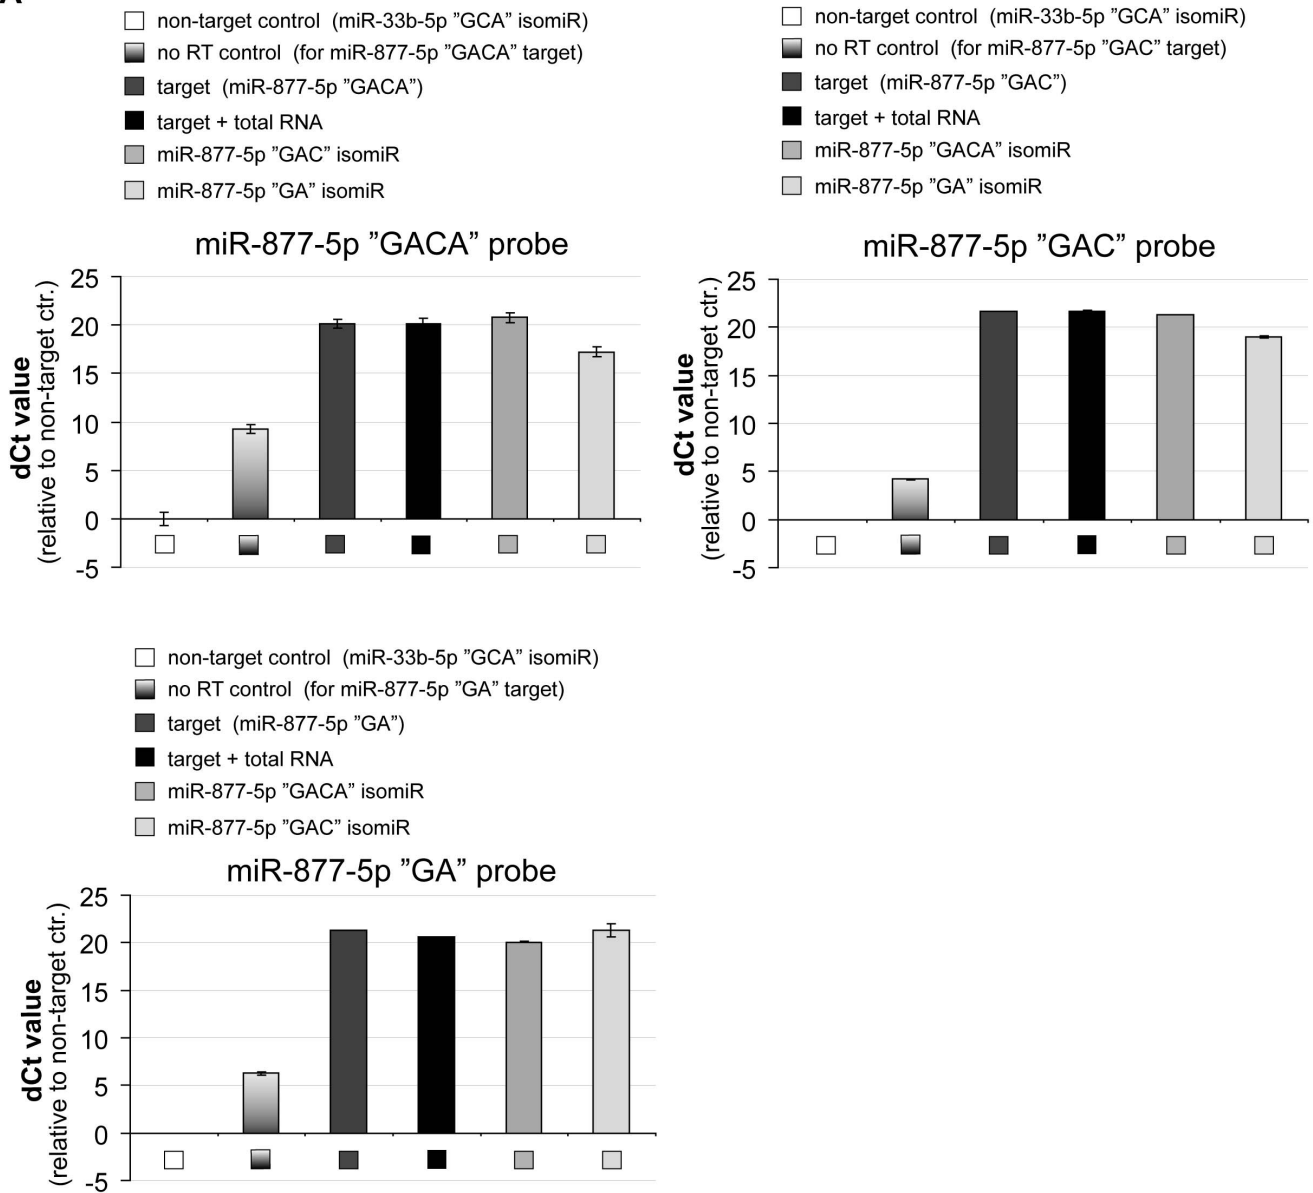 non-target control (miR-33b-5p ”GCA” isomiR)
no RT control (for miR-877-5p ”GACA” target)
target (miR-877-5p ”GACA”)
target + total RNA
miR-877-5p ”GAC” isomiR
miR-877-5p ”GA” isomiR
miR-877-5p ”GACA” probe
dCt value
(relative to non-target ctr.)
25
20
15
10
5
0
-5
non-target control (miR-33b-5p ”GCA” isomiR)
no RT control (for miR-877-5p ”GAC” target)
target (miR-877-5p ”GAC”)
target + total RNA
miR-877-5p ”GACA” isomiR
miR-877-5p ”GA” isomiR
miR-877-5p ”GAC” probe
dCt value
(relative to non-target ctr.)
25
20
15
10
5
0
-5
non-target control (miR-33b-5p ”GCA” isomiR)
no RT control (for miR-877-5p ”GA” target)
target (miR-877-5p ”GA”)
target + total RNA
miR-877-5p ”GACA” isomiR
miR-877-5p ”GAC” isomiR
miR-877-5p ”GA” probe
dCt value
(relative to non-target ctr.)
25
20
15
10
5
0
-5